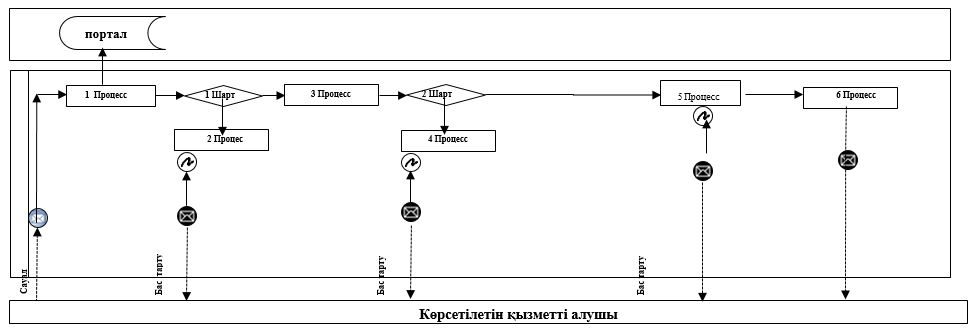 портал
1 Процесс
1 Шарт
3 Процесс
2 Шарт
5 Процесс
6 Процесс
2 Процес
4 Процесс
Сауал
Бас тарту
Бас тарту
Бас тарту
Көрсетілетін қызметті алушы